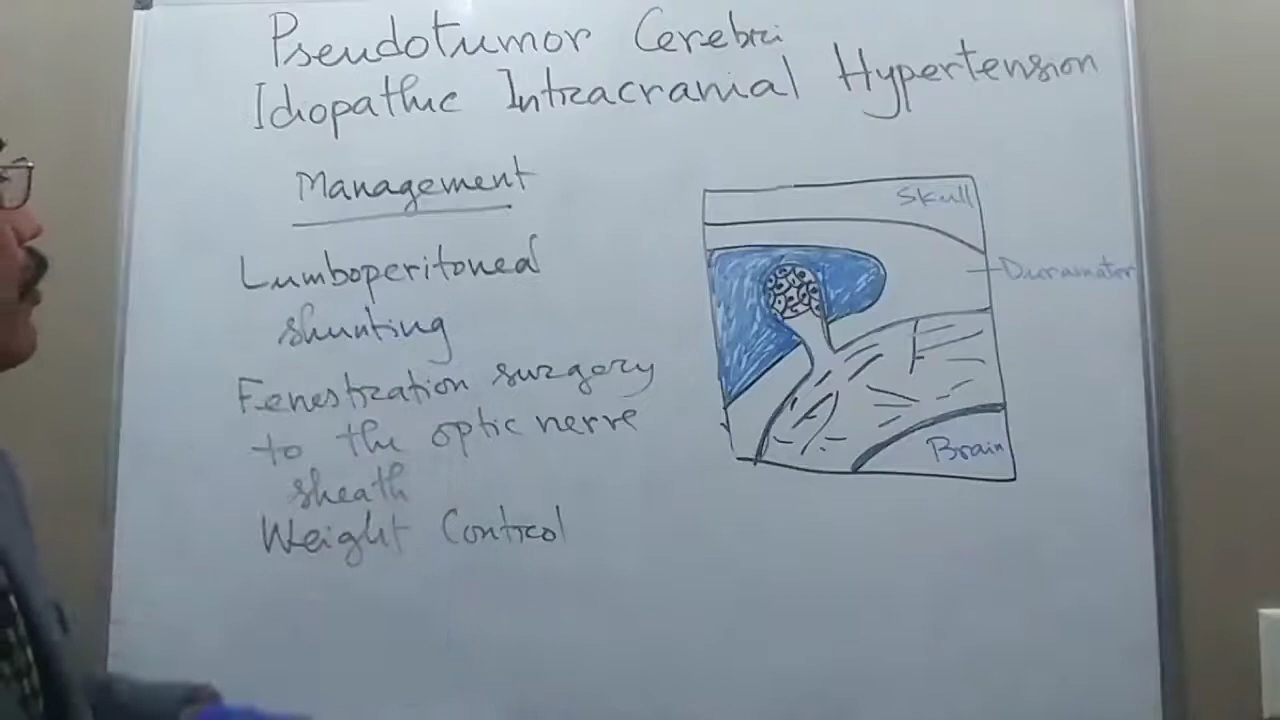 Pseudotumor Cerebri
Idiopathic Intracranial Hypertension
Management
Lumboperitoneal
shunting
Fenestration surgery
to the optic nerve
sheath
Weight Control
Skull
Duramater
Brain